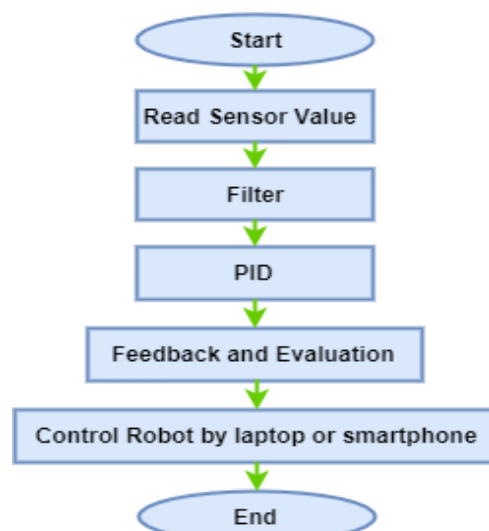 Start
Read Sensor Value
Filter
PID
Feedback and Evaluation
Control Robot by laptop or smartphone
End